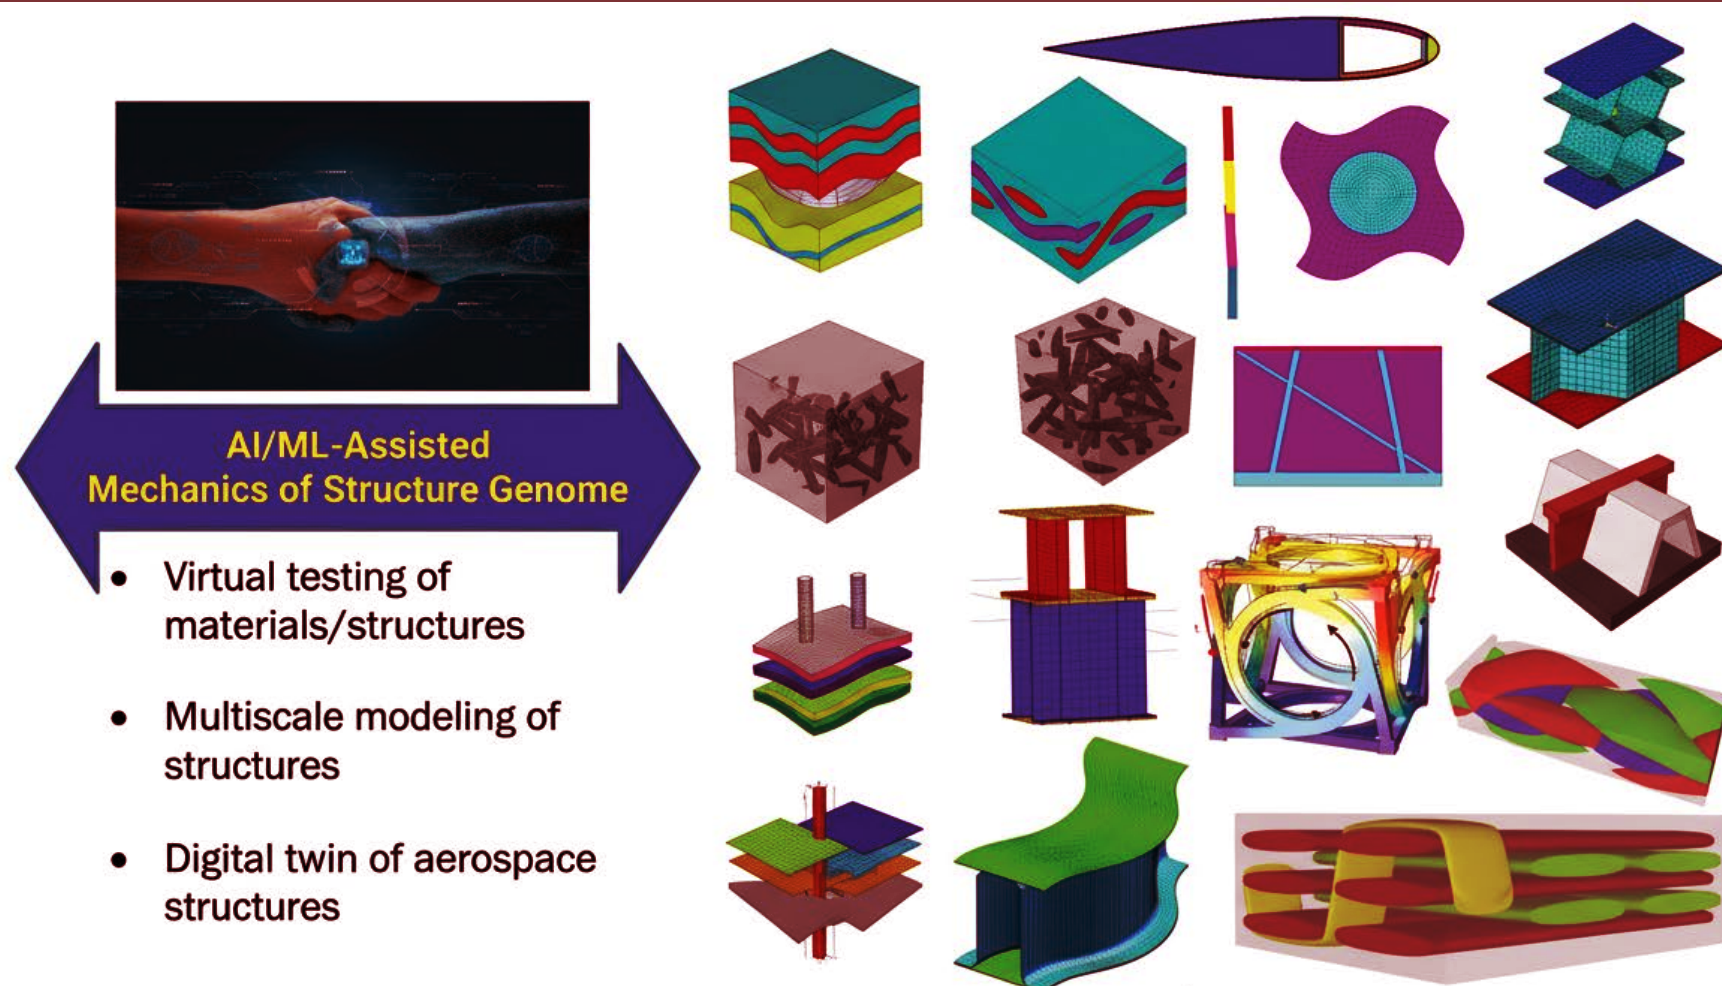 AI/ML-Assisted
Mechanics of Structure Genome
• Virtual testing of
materials/structures
• Multiscale modeling of
structures
• Digital twin of aerospace
structures